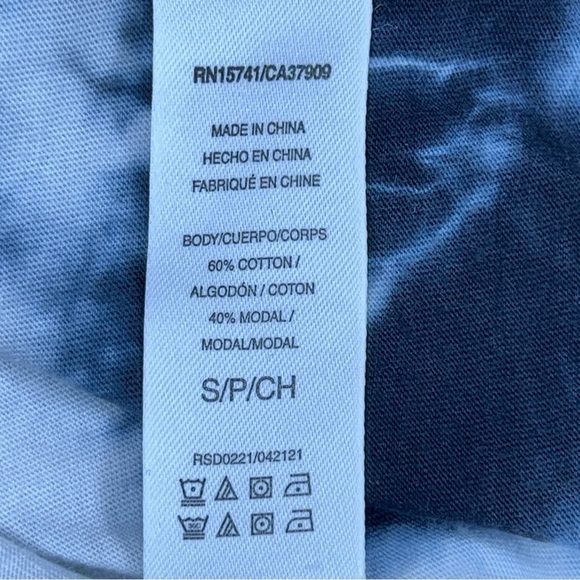 RN15741/CA37909
MADE IN CHINA
HECHO EN CHINA
FABRIQUÉ EN CHINE
BODY/CUERPO/CORPS
60% COTTON /
ALGODÓN / COTON
40% MODAL /
MODAL/MODAL
S/P/CH
RSD0221/042121